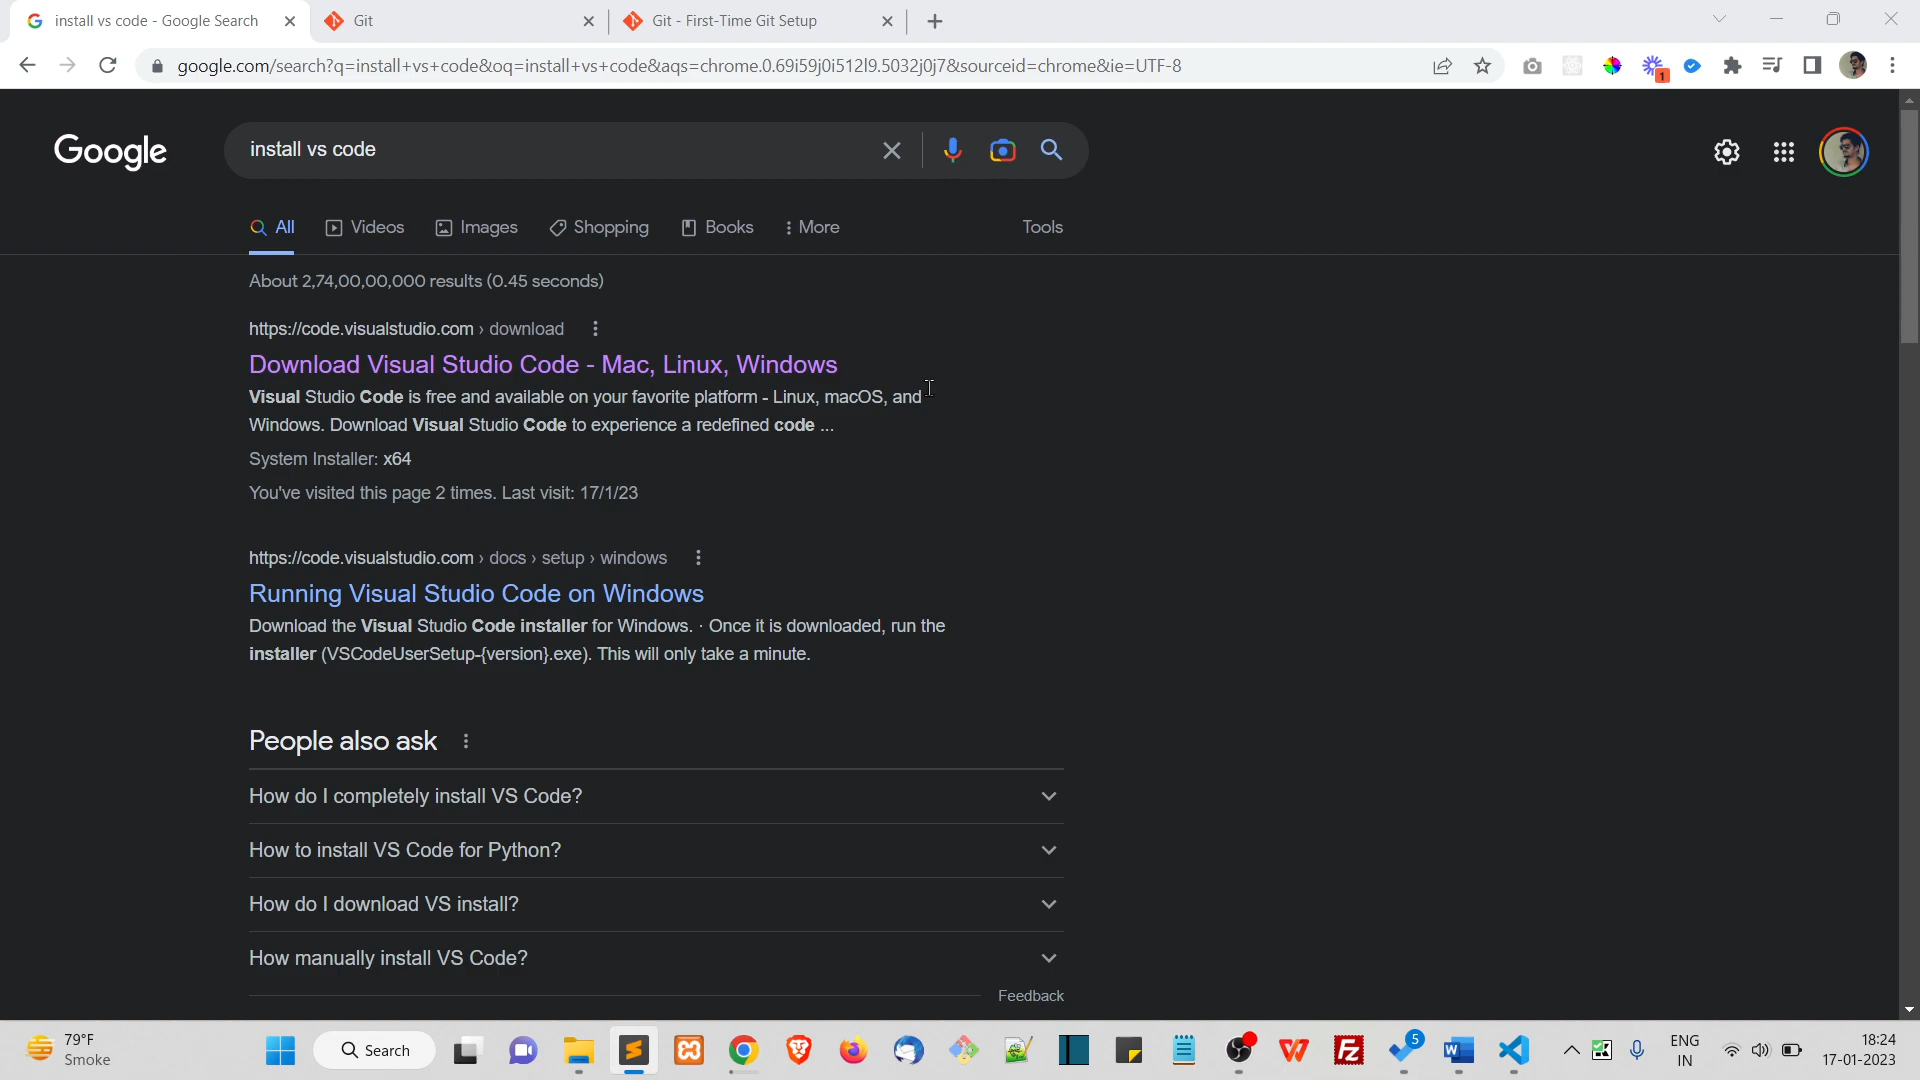 install vs code - Google Search
Git
Git - First-Time Git Setup
google.com/search?q=install+vs+code&oq=install+vs+code&aqs=chrome.0.69i59j0i512l9.5032j0j7&sourceid=chrome&ie=UTF-8
1
Google
install vs code
All Videos Images Shopping Books More Tools
About 2,74,00,00,000 results (0.45 seconds)
https://code.visualstudio.com › download
Download Visual Studio Code - Mac, Linux, Windows
Visual Studio Code is free and available on your favorite platform - Linux, macOS, and
Windows. Download Visual Studio Code to experience a redefined code ...
System Installer: x64
You've visited this page 2 times. Last visit: 17/1/23
https://code.visualstudio.com › docs › setup › windows
Running Visual Studio Code on Windows
Download the Visual Studio Code installer for Windows. · Once it is downloaded, run the
installer (VSCodeUserSetup-{version}.exe). This will only take a minute.
People also ask
How do I completely install VS Code?
How to install VS Code for Python?
How do I download VS install?
How manually install VS Code?
Feedback
79°F
Smoke
Search
5
ENG
IN
18:24
17-01-2023